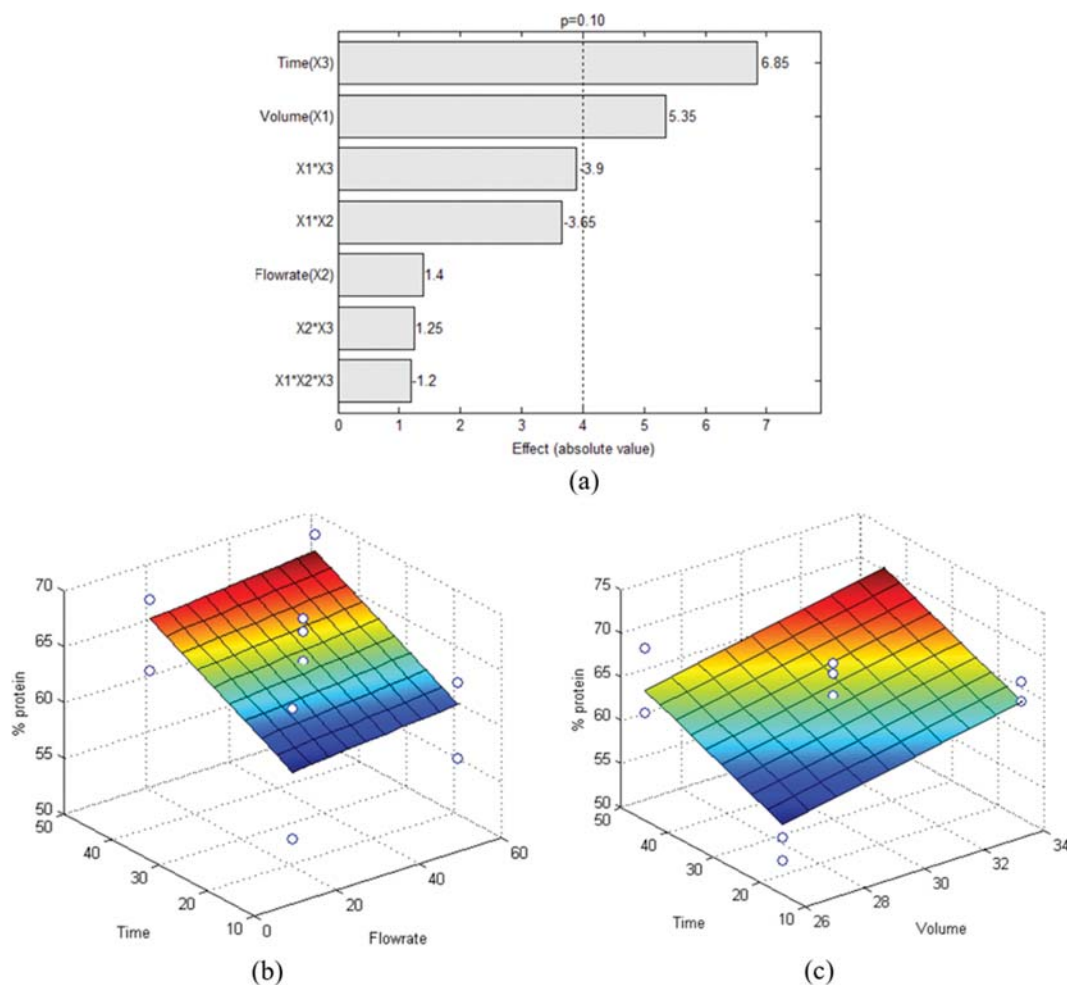 p=0.10
Time(X3)
6.85
Volume(X1)
5.35
X1*X3
-3.9
X1*X2
-3.65
Flowrate(X2)
1.4
X2*X3
1.25
X1*X2*X3
-1.2
0 1 2 3 4 5 6 7
Effect (absolute value)
(a)
70
65
60
55
50
% protein
50
40
30
20
10
Time
0
20
40
60
Flowrate
(b)
75
70
65
60
55
50
% protein
50
40
30
20
10
Time
26
28
30
32
34
Volume
(c)